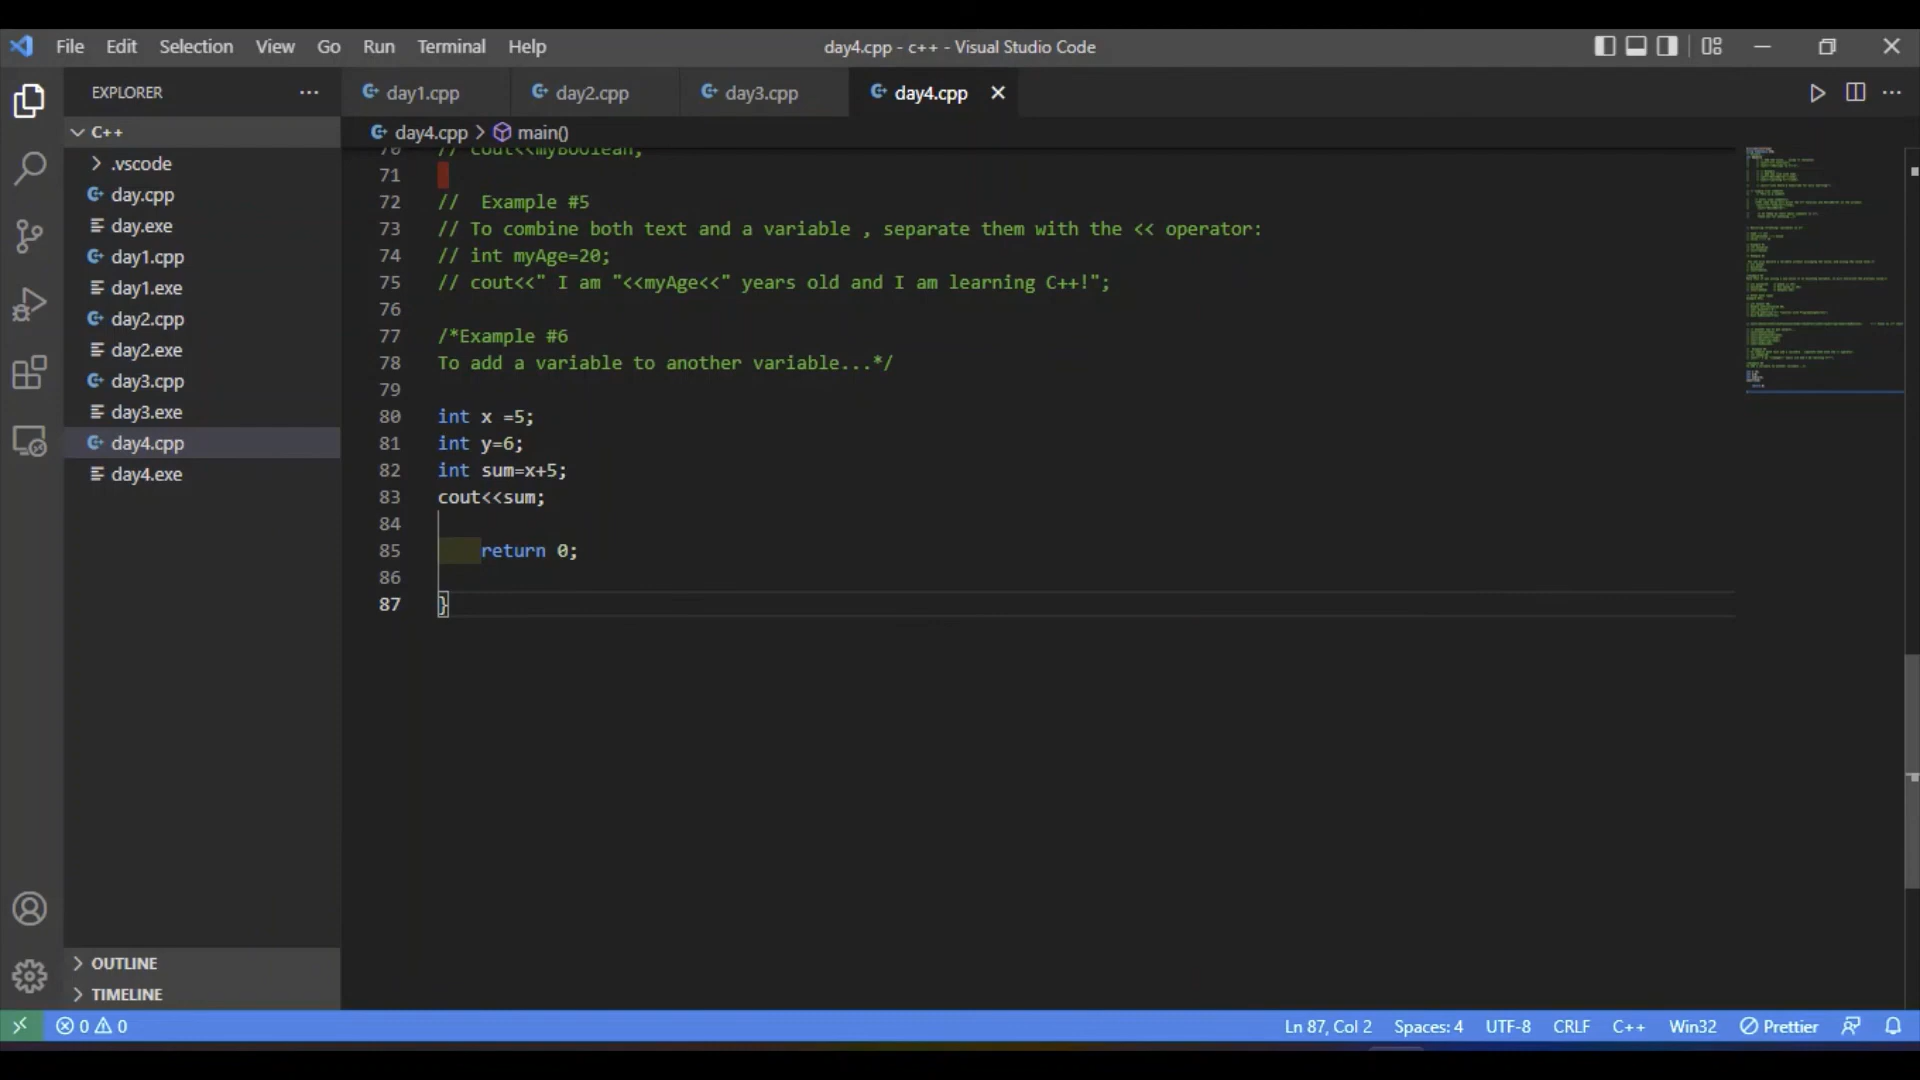 File Edit Selection View Go Run Terminal Help
day4.cpp - c++ - Visual Studio Code
EXPLORER
day1.cpp
day2.cpp
day3.cpp
day4.cpp
C++
day4.cpp > main()
.vscode
day.cpp
day.exe
day1.cpp
day1.exe
day2.cpp
day2.exe
day3.cpp
day3.exe
day4.cpp
day4.exe
70 // cout<<myBoolean;
71
72 //  Example #5
73 // To combine both text and a variable , separate them with the << operator:
74 // int myAge=20;
75 // cout<<" I am "<<myAge<<" years old and I am learning C++!";
76
77 /*Example #6
78 To add a variable to another variable...*/
79
80 int x =5;
81 int y=6;
82 int sum=x+5;
83 cout<<sum;
84
85     return 0;
86
87 }
OUTLINE
TIMELINE
0 0
Ln 87, Col 2 Spaces: 4 UTF-8 CRLF C++ Win32 Prettier